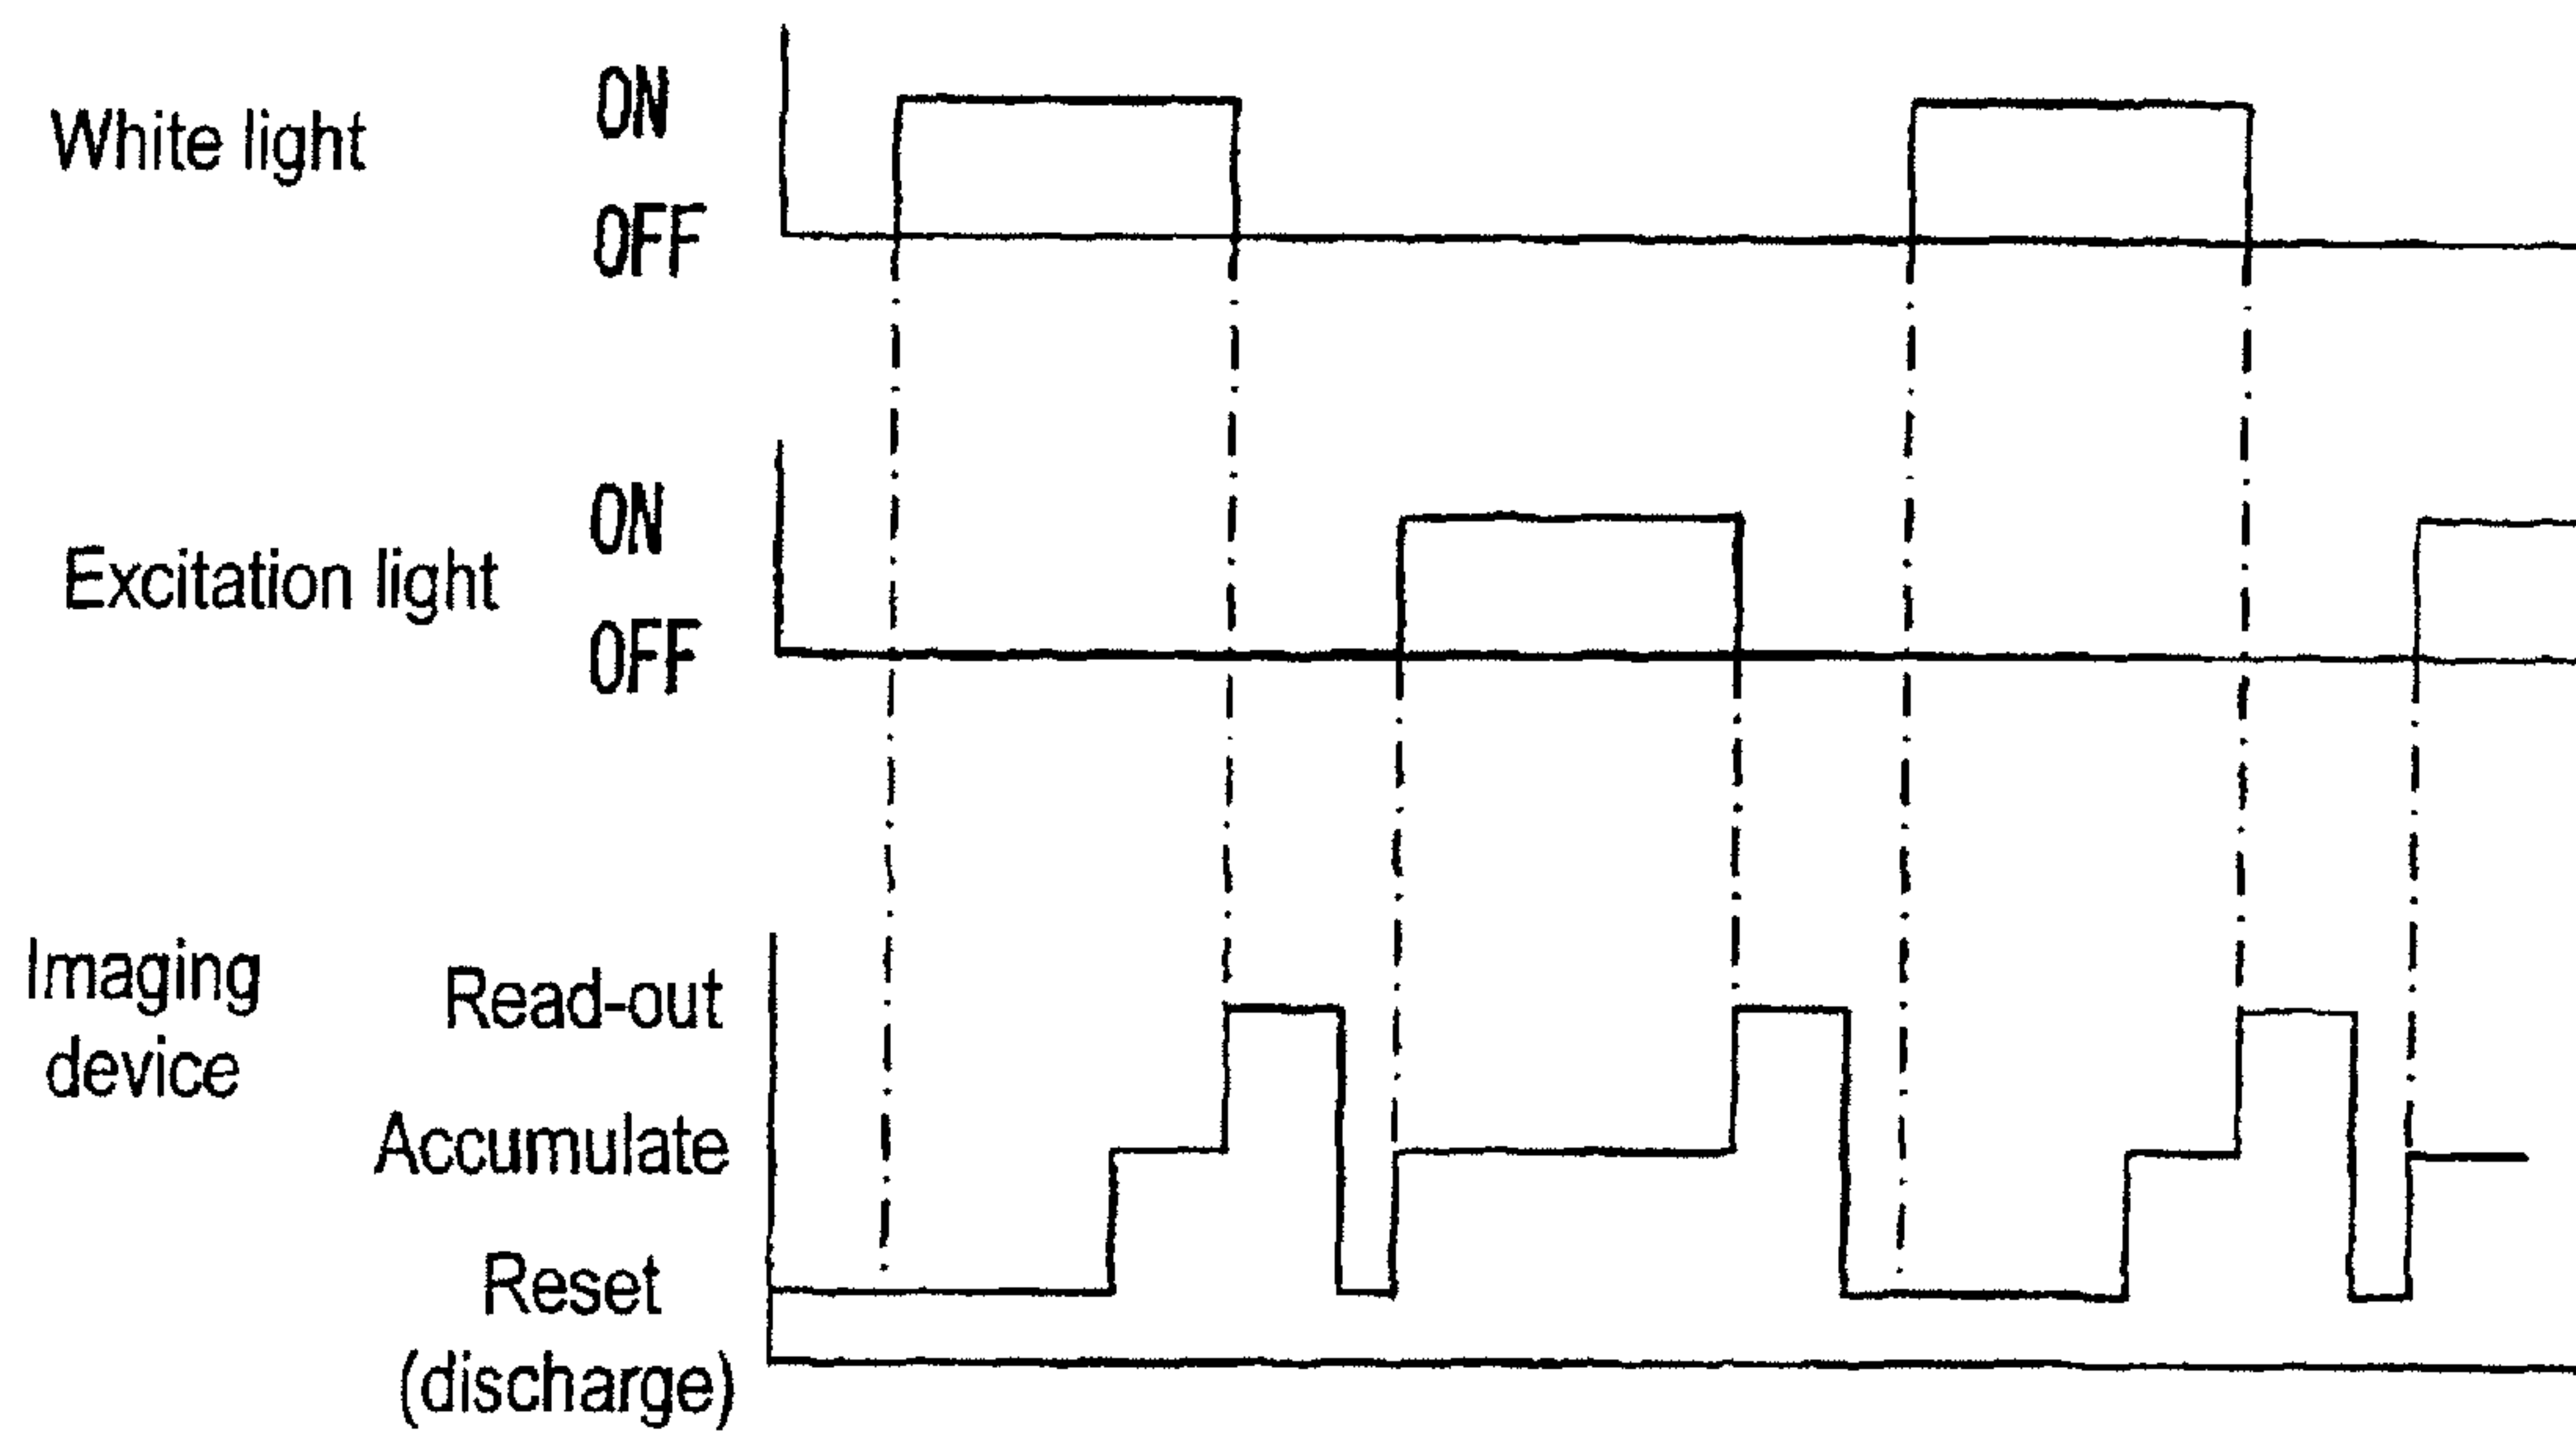 White light
ON
OFF
Excitation light
ON
OFF
Imaging
device
Read-out
Accumulate
Reset
(discharge)